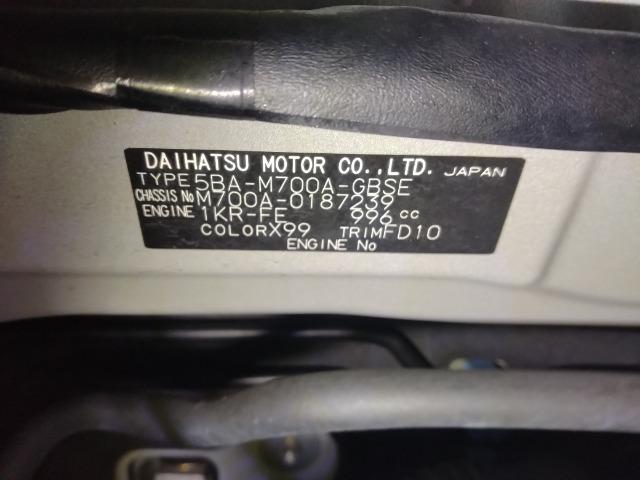 DAIHATSU MOTOR CO.,LTD. JAPAN
TYPE 5BA-M700A-GBSE
CHASSIS No M700A-0187239
ENGINE 1KR-FE 996 cc
COLOR X99 TRIM FD10
ENGINE No